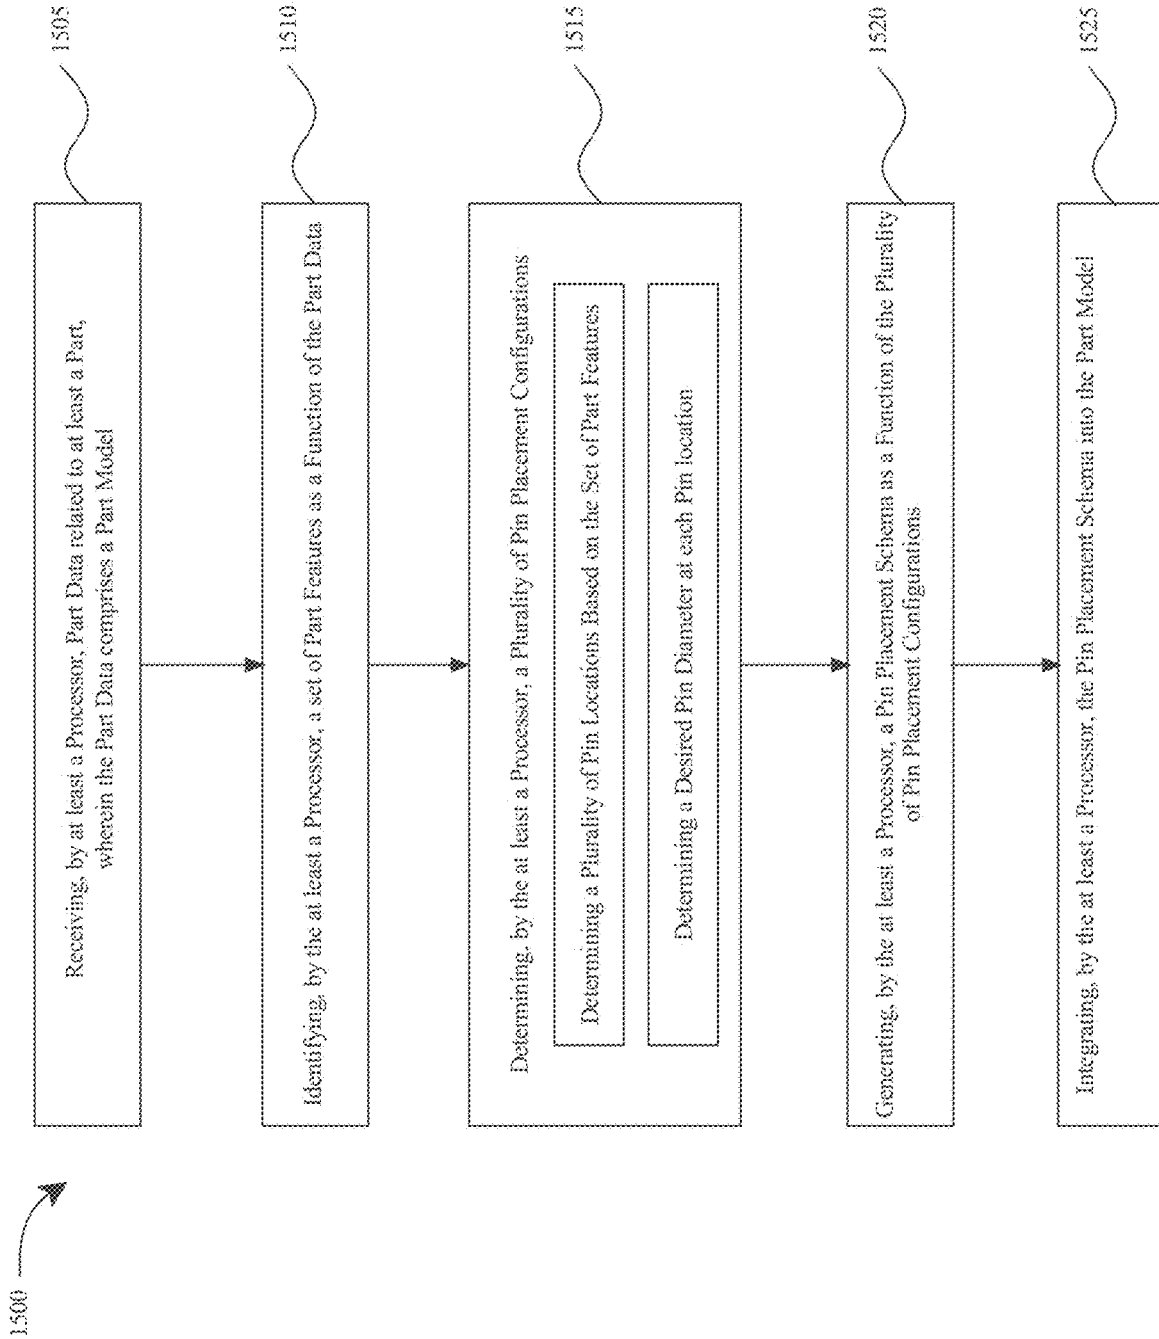 1500
Receiving, by at least a Processor, Part Data related to at least a Part,
wherein the Part Data comprises a Part Model
1505
Identifying, by the at least a Processor, a set of Part Features as a Function of the Part Data
1510
Determining, by the at least a Processor, a Plurality of Pin Placement Configurations
Determining a Plurality of Pin Locations Based on the Set of Part Features
Determining a Desired Pin Diameter at each Pin location
1515
Generating, by the at least a Processor, a Pin Placement Schema as a Function of the Plurality
of Pin Placement Configurations
1520
Integrating, by the at least a Processor, the Pin Placement Schema into the Part Model
1525